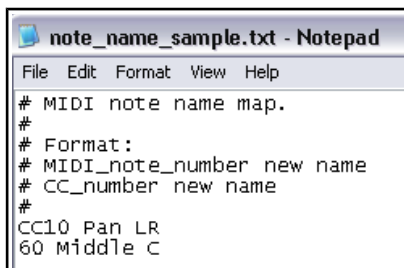 note_name_sample.txt - Notepad
File Edit Format View Help
# MIDI note name map.
#
# Format:
# MIDI_note_number new name
# CC_number new name
#
CC10 Pan LR
60 Middle C